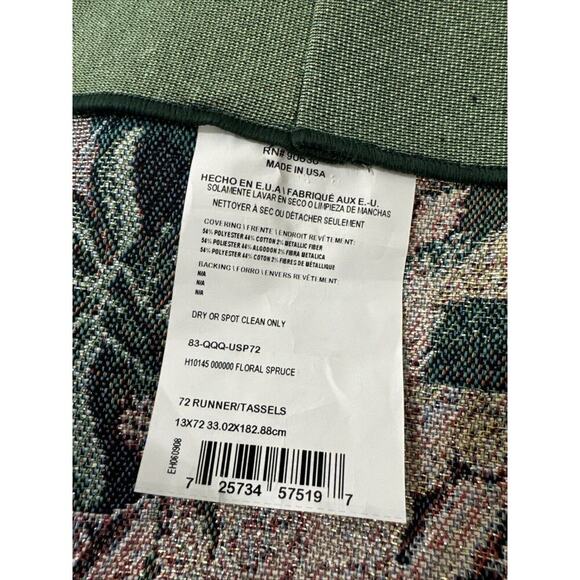 RN# 90630
MADE IN USA
HECHO EN E.U.A \ FABRIQUÉ AUX E.-U.
SOLAMENTE LAVAR EN SECO O LIMPIEZA DE MANCHAS
NETTOYER À SEC OU DÉTACHER SEULEMENT
COVERING \ FRENTE \ ENDROIT REVÊTEMENT:
54% POLYESTER 44% COTTON 2% METALLIC FIBER
54% POLYESTER 44% ALGODON 2% FIBRA METALICA
54% POLYESTER 44% COTON 2% FIBRES DE MÉTALLIQUE
BACKING \ FORRO \ ENVERS REVÊTEMENT:
N/A
N/A
N/A
DRY OR SPOT CLEAN ONLY
83-QQQ-USP72
H10145 000000 FLORAL SPRUCE
72 RUNNER/TASSELS
13X72 33.02X182.88cm
EH060908
7 25734 57519 7